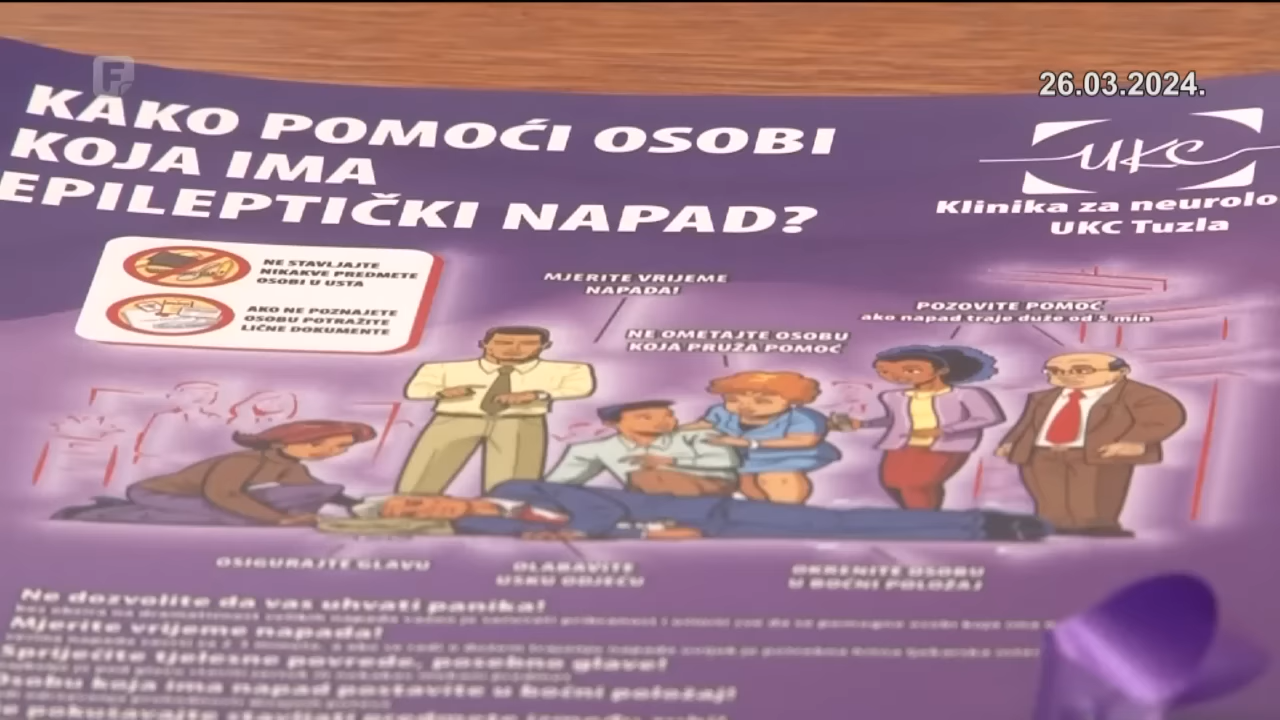 F
26.03.2024.
KAKO POMOĆI OSOBI
KOJA IMA
EPILEPTIČKI NAPAD?
UKC
Klinika za neurolo
UKC Tuzla
NE STAVLJAJTE
NIKAKVE PREDMETE
OSOBI U USTA
AKO NE POZNAJETE
OSOBU POTRAŽITE
LIČNE DOKUMENTE
MJERITE VRIJEME
NAPADA!
NE OMETAJTE OSOBU
KOJA PRUŽA POMOĆ
POZOVITE POMOĆ
ako napad traje duže od 5 min
OSIGURAJTE GLAVU
OLABAVITE
USKU ODJEĆU
OKRENITE OSOBU
U BOČNI POLOŽAJ
Ne dozvolite da vas uhvati panika!
Mjerite vrijeme napada!
Spriječite tjelesne povrede, posebno glave!
Osobu koja ima napad postavite u bočni položaj!